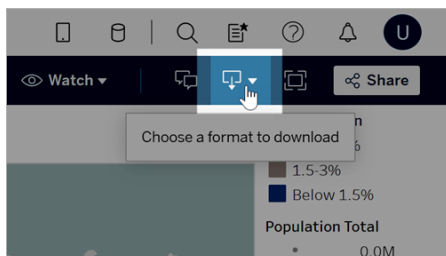 U
Watch
Share
Choose a format to download
n
%
1.5-3%
Below 1.5%
Population Total
0.0M